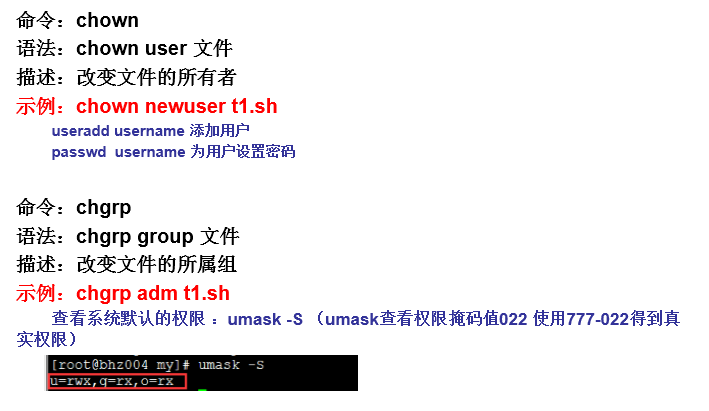 命令：chown
语法：chown user 文件
描述：改变文件的所有者
示例：chown newuser t1.sh
useradd username 添加用户
passwd  username 为用户设置密码
命令：chgrp
语法：chgrp group 文件
描述：改变文件的所属组
示例：chgrp adm t1.sh
查看系统默认的权限 ：umask -S （umask查看权限掩码值022 使用777-022得到真
实权限）
[root@bhz004 my]# umask -S
u=rwx,g=rx,o=rx